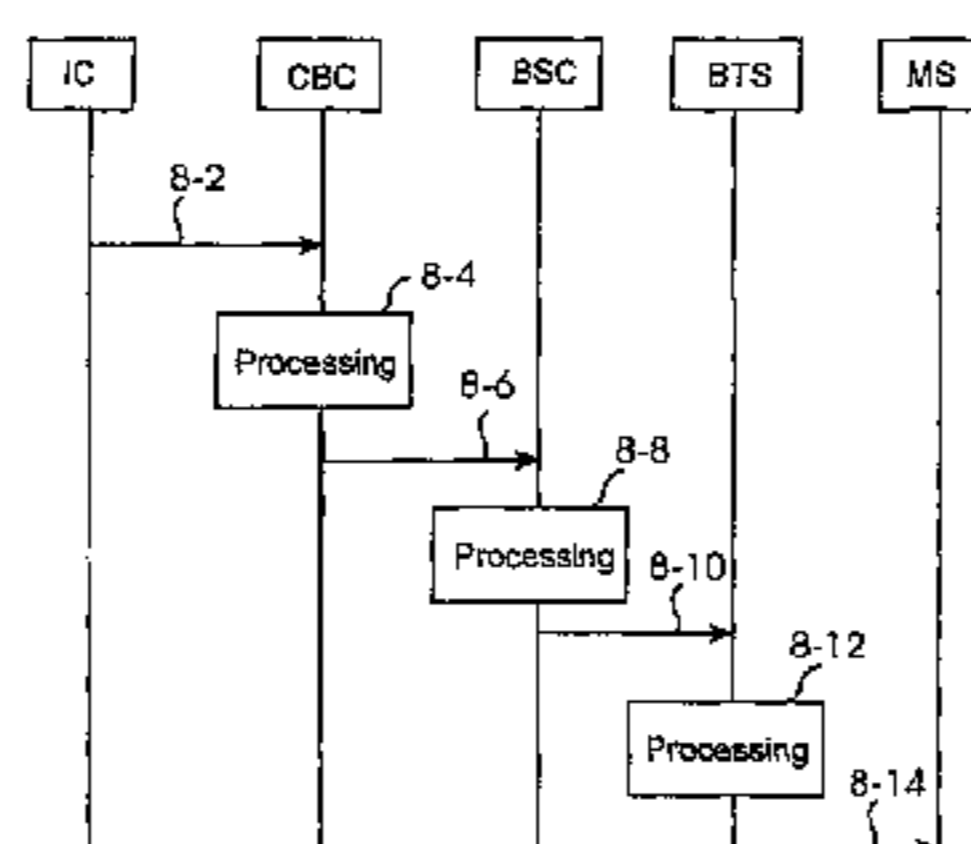 IC
CBC
BSC
BTS
MS
8-2
8-4
Processing
8-6
8-8
Processing
8-10
8-12
Processing
8-14